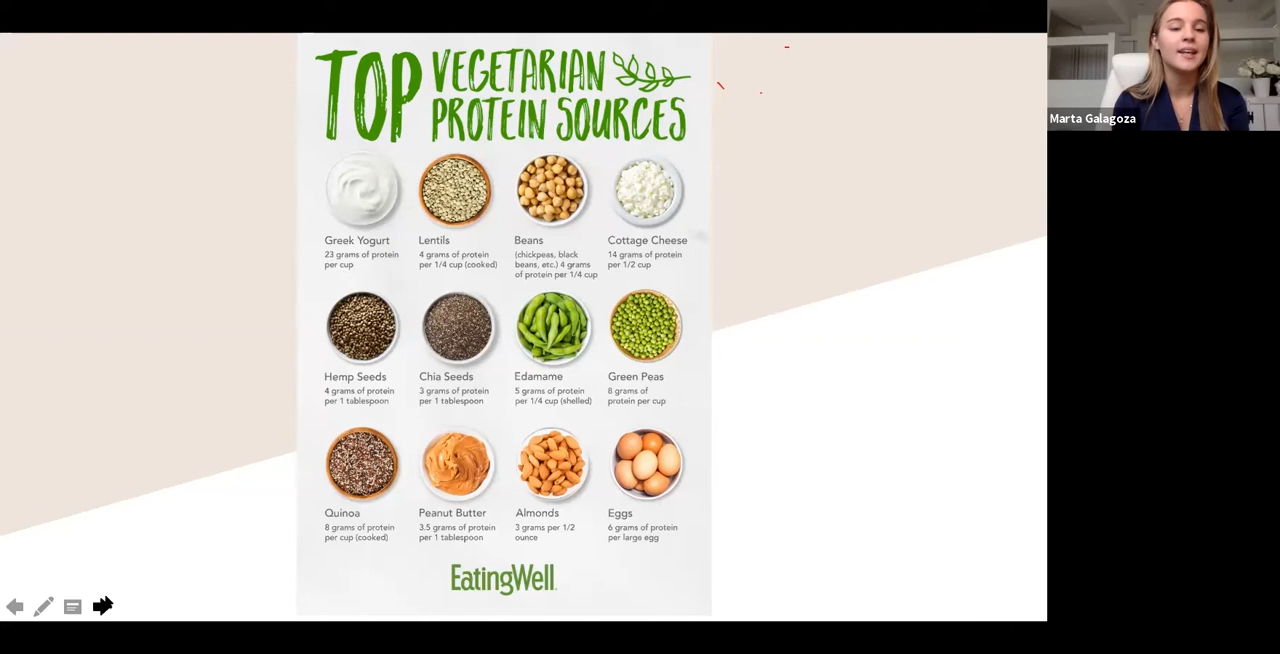 TOP VEGETARIAN
PROTEIN SOURCES
Marta Galagoza
Greek Yogurt
23 grams of protein
per cup
Lentils
4 grams of protein
per 1/4 cup (cooked)
Beans
(chickpeas, black
beans, etc.) 4 grams
of protein per 1/4 cup
Cottage Cheese
14 grams of protein
per 1/2 cup
Hemp Seeds
4 grams of protein
per 1 tablespoon
Chia Seeds
3 grams of protein
per 1 tablespoon
Edamame
5 grams of protein
per 1/4 cup (shelled)
Green Peas
8 grams of
protein per cup
Quinoa
8 grams of protein
per cup (cooked)
Peanut Butter
3.5 grams of protein
per 1 tablespoon
Almonds
3 grams per 1/2
ounce
Eggs
6 grams of protein
per large egg
EatingWell